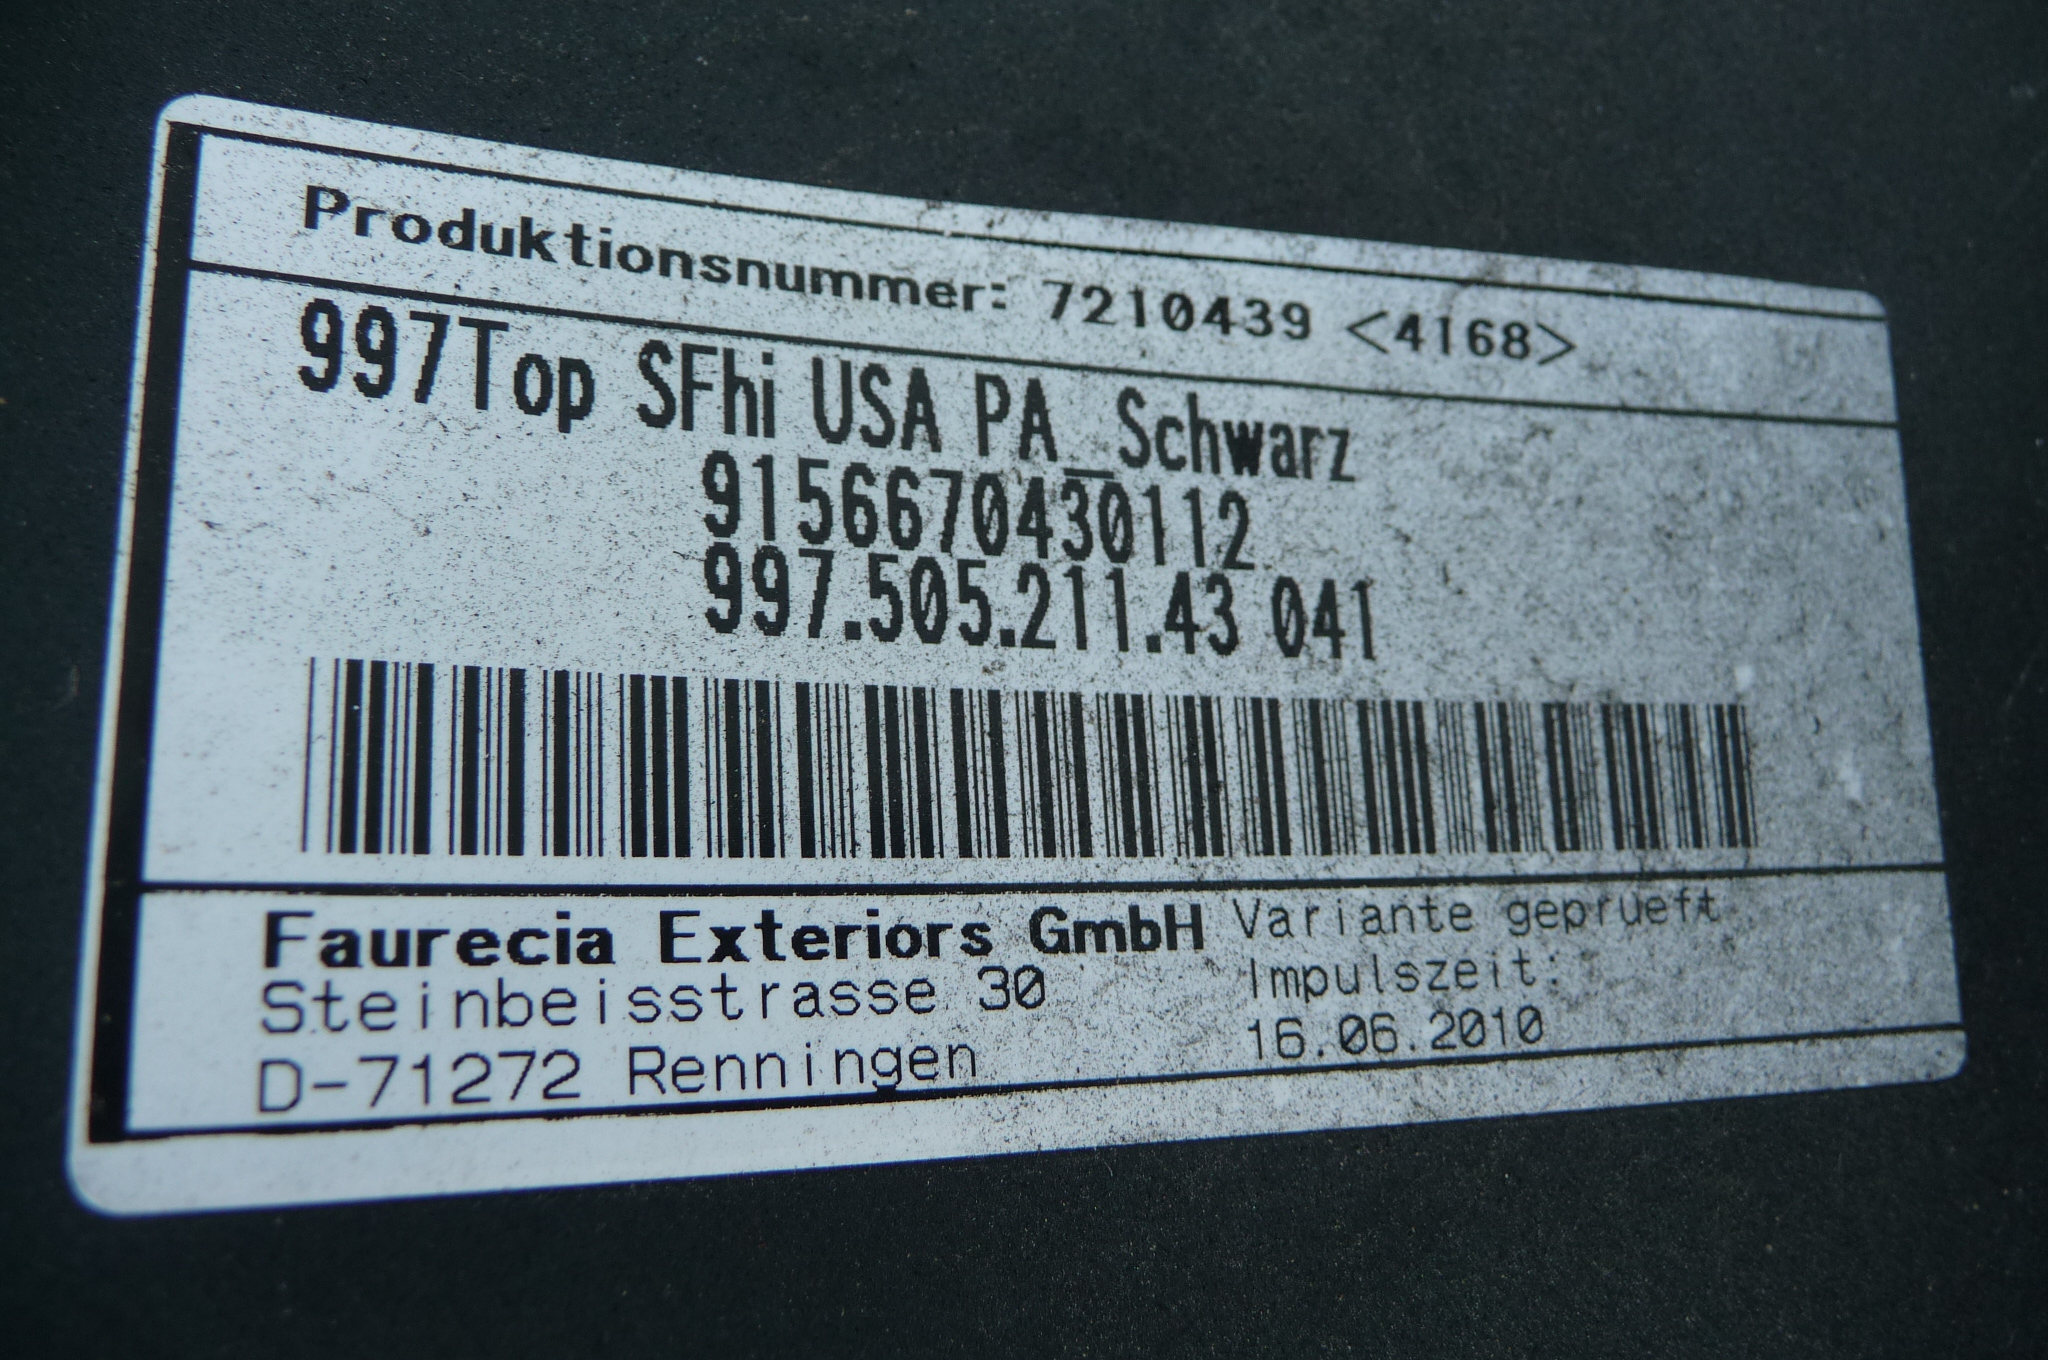 Produktionsnummer: 7210439 <4168>
997Top SFhi USA PA_Schwarz
9156670430112
997.505.211.43 041
Faurecia Exteriors GmbH
Steinbeisstrasse 30
D-71272 Renningen
Variante geprueft
Impulszeit:
16.06.2010